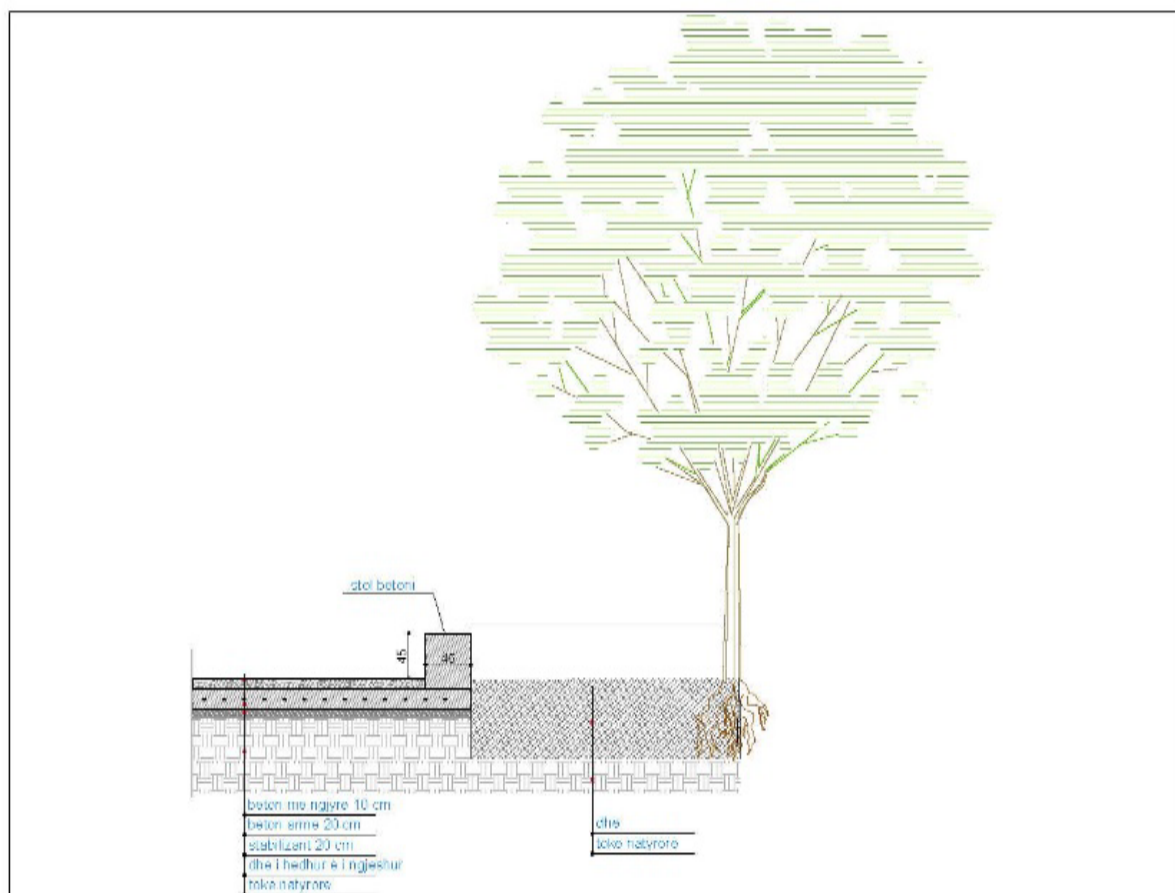 stol betoni
45
45
beton me ngjyre 10 cm
beton arme 20 cm
stabilizant 20 cm
dhe i hedhur e i ngjeshur
toke natyrore
dhe
toke natyrore